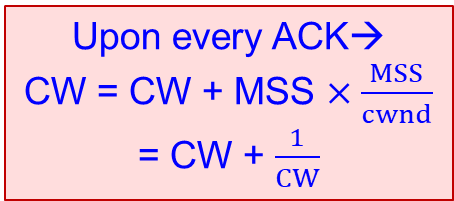 Upon every ACK→
CW = CW + MSS × MSS/cwnd
= CW + 1/CW